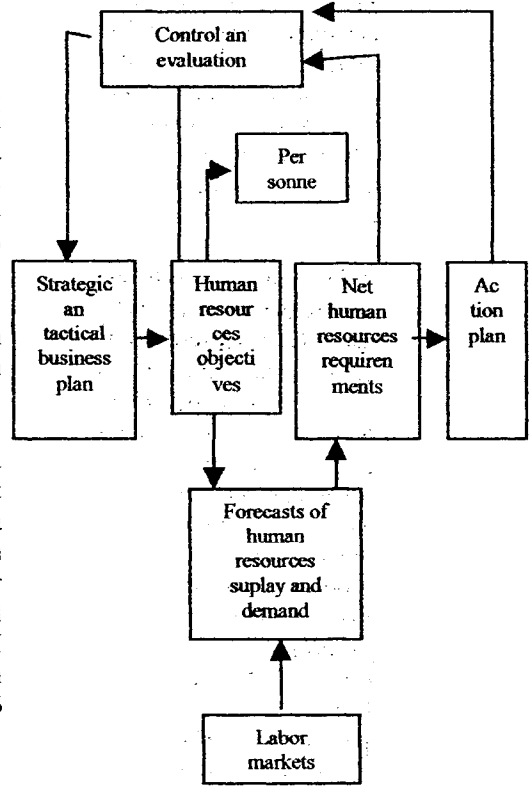 Control an
evaluation
Per
sonne
Strategic
an
tactical
business
plan
Human
resour
ces
objecti
ves
Net
human
resources
requiren
ments
Ac
tion
plan
Forecasts of
human
resources
suplay and
demand
Labor
markets